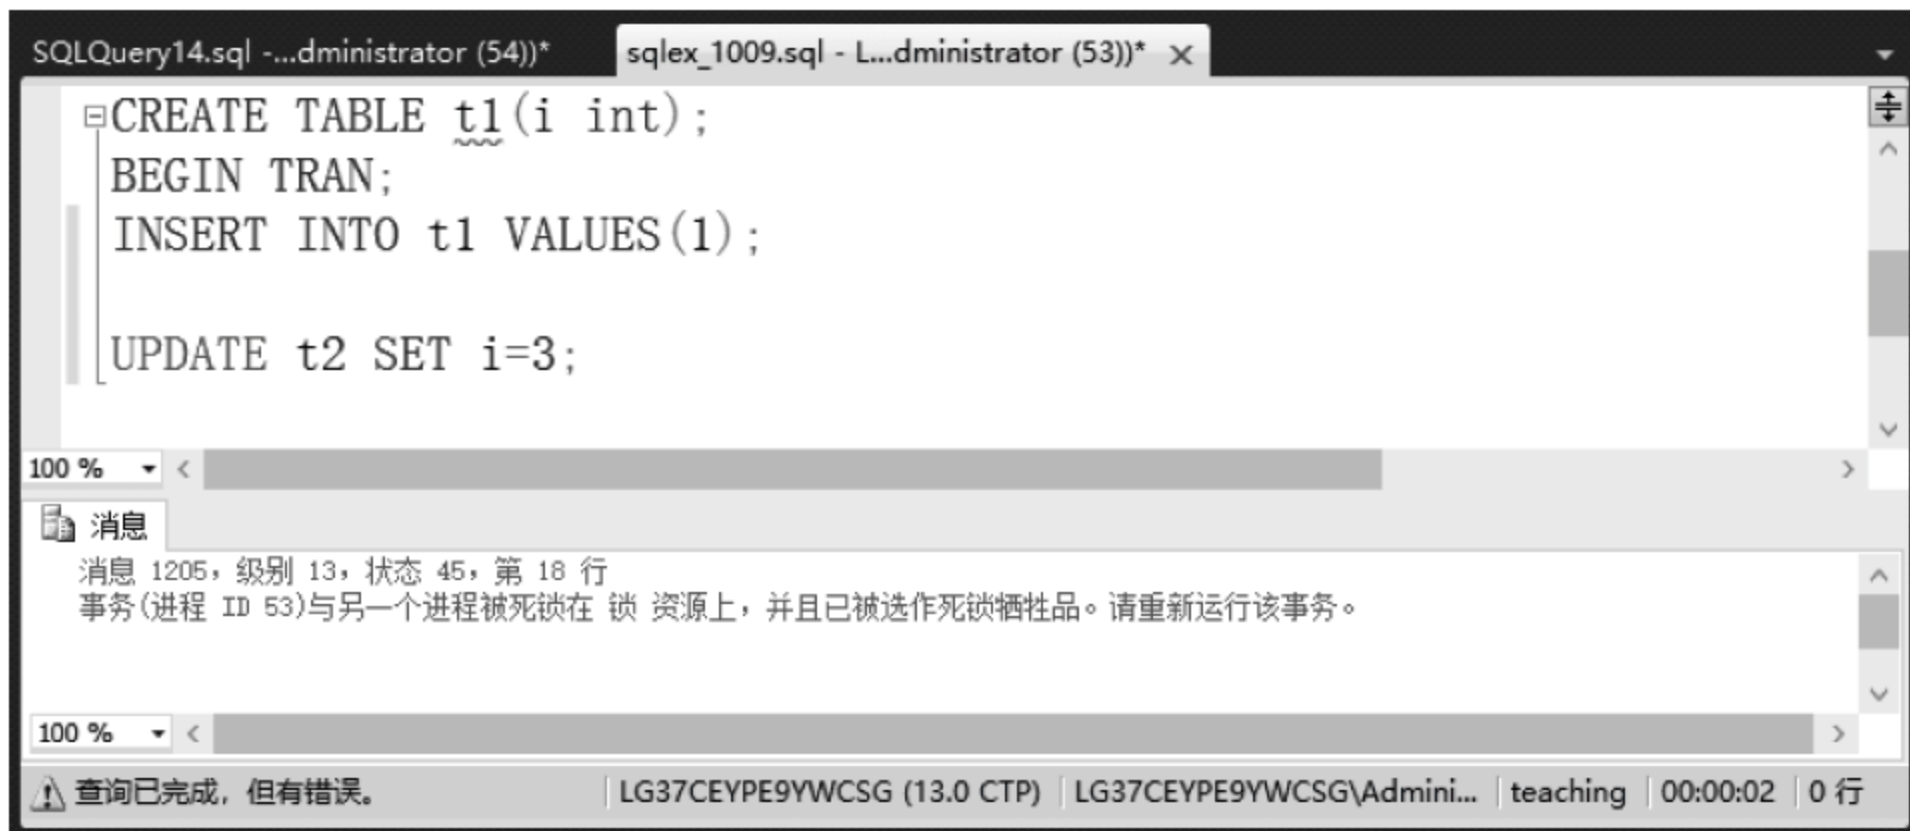 SQLQuery14.sql -...dministrator (54))*
sqlex_1009.sql - L...dministrator (53))*
CREATE TABLE t1(i int);
BEGIN TRAN;
INSERT INTO t1 VALUES(1);
UPDATE t2 SET i=3;
100 %
消息
消息 1205，级别 13，状态 45，第 18 行
事务(进程 ID 53)与另一个进程被死锁在 锁 资源上，并且已被选作死锁牺牲品。请重新运行该事务。
100 %
查询已完成，但有错误。 LG37CEYPE9YWCSG (13.0 CTP) LG37CEYPE9YWCSG\Admini... teaching 00:00:02 0 行